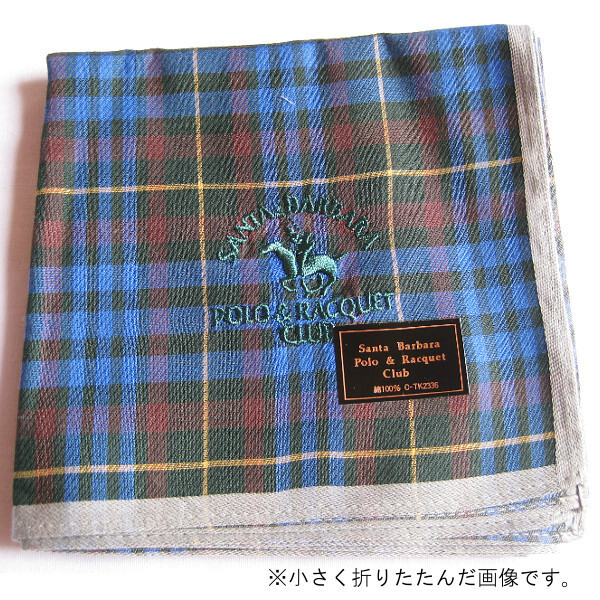 SANTA BARBARA
POLO & RACQUET
CLUB
Santa Barbara
Polo & Racquet
Club
綿100% C-TK2336
※小さく折りたたんだ画像です。